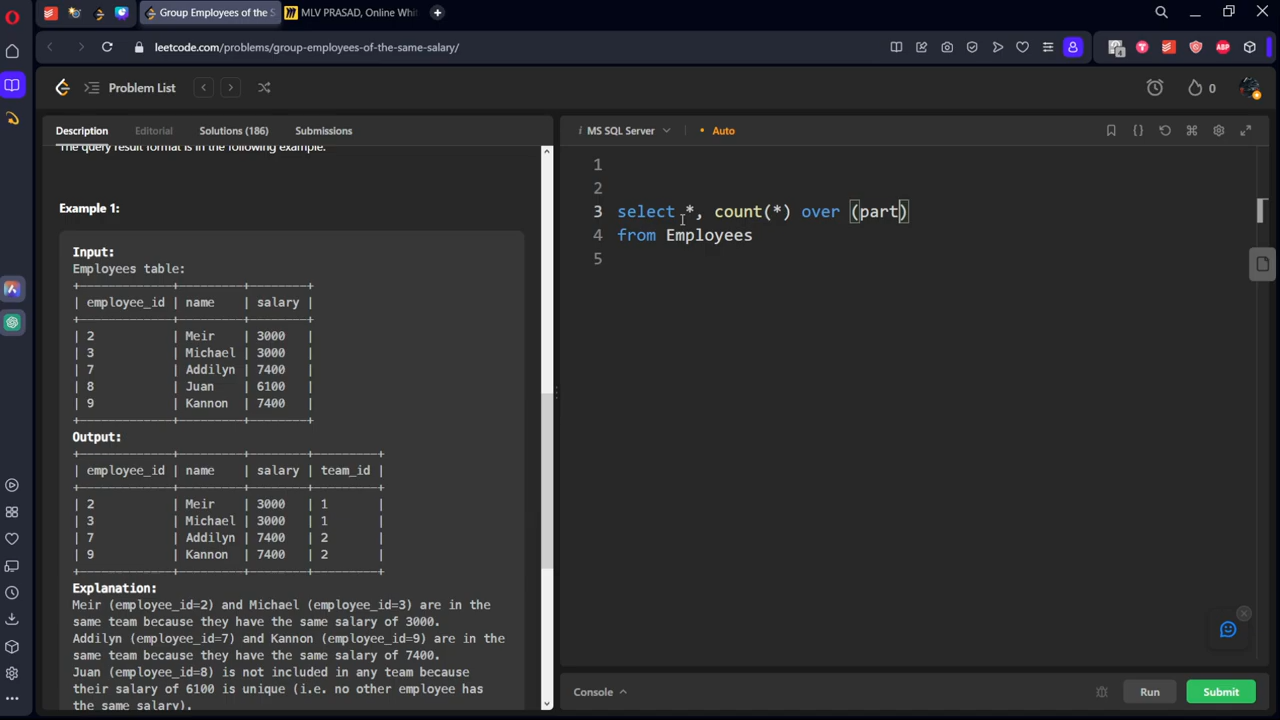 Group Employees of the S
MLV PRASAD, Online Whit
leetcode.com/problems/group-employees-of-the-same-salary/
ABP
Problem List
0
Description
Editorial
Solutions (186)
Submissions
The query result format is in the following example.
Example 1:
Input:
Employees table:
+-------------+---------+--------+
| employee_id | name    | salary |
+-------------+---------+--------+
| 2           | Meir    | 3000   |
| 3           | Michael | 3000   |
| 7           | Addilyn | 7400   |
| 8           | Juan    | 6100   |
| 9           | Kannon  | 7400   |
+-------------+---------+--------+
Output:
+-------------+---------+--------+---------+
| employee_id | name    | salary | team_id |
+-------------+---------+--------+---------+
| 2           | Meir    | 3000   | 1       |
| 3           | Michael | 3000   | 1       |
| 7           | Addilyn | 7400   | 2       |
| 9           | Kannon  | 7400   | 2       |
+-------------+---------+--------+---------+
Explanation:
Meir (employee_id=2) and Michael (employee_id=3) are in the
same team because they have the same salary of 3000.
Addilyn (employee_id=7) and Kannon (employee_id=9) are in the
same team because they have the same salary of 7400.
Juan (employee_id=8) is not included in any team because
their salary of 6100 is unique (i.e. no other employee has
the same salary).
i MS SQL Server
• Auto
1
2
3 select *, count(*) over (part)
4 from Employees
5
Console
Run
Submit